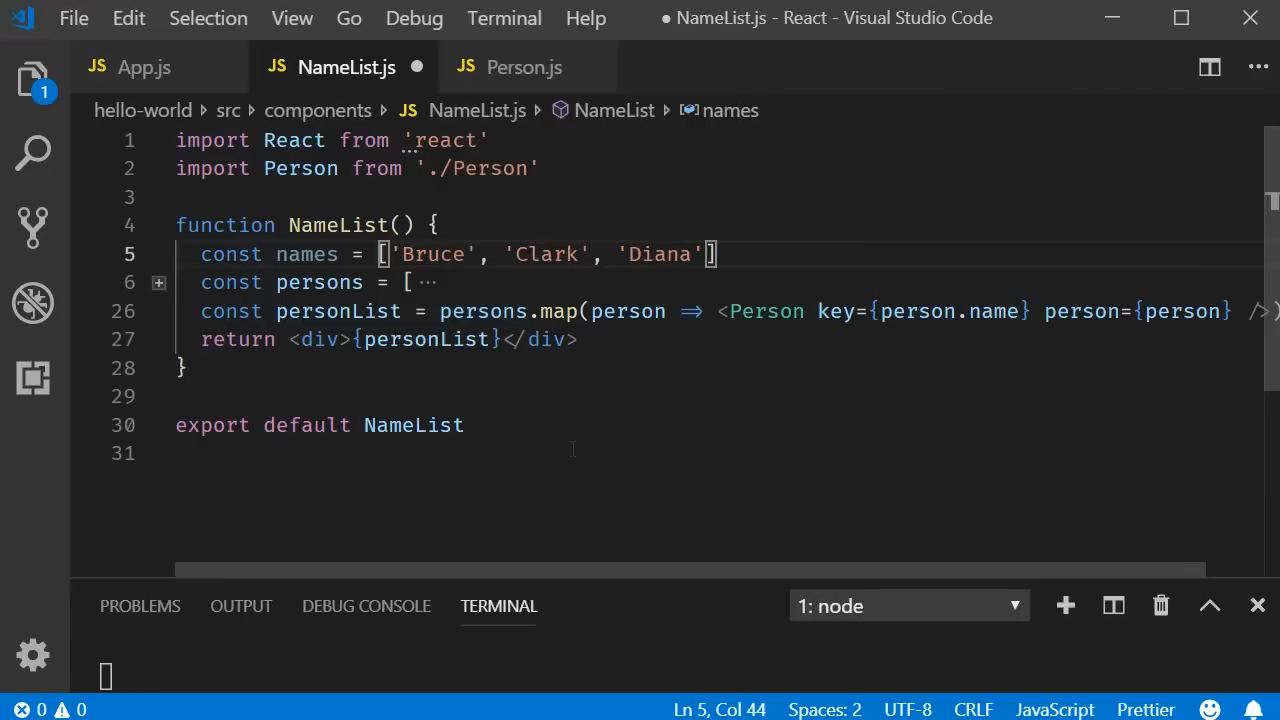 File Edit Selection View Go Debug Terminal Help ● NameList.js - React - Visual Studio Code
JS App.js JS NameList.js ● JS Person.js
1
hello-world › src › components › JS NameList.js › NameList › names
1 import React from 'react'
2 import Person from './Person'
3
4 function NameList() {
5 const names = ['Bruce', 'Clark', 'Diana']
6 const persons = [ ···
26 const personList = persons.map(person => <Person key={person.name} person={person} />)
27 return <div>{personList}</div>
28 }
29
30 export default NameList
31
PROBLEMS OUTPUT DEBUG CONSOLE TERMINAL 1: node
0 0 Ln 5, Col 44 Spaces: 2 UTF-8 CRLF JavaScript Prettier